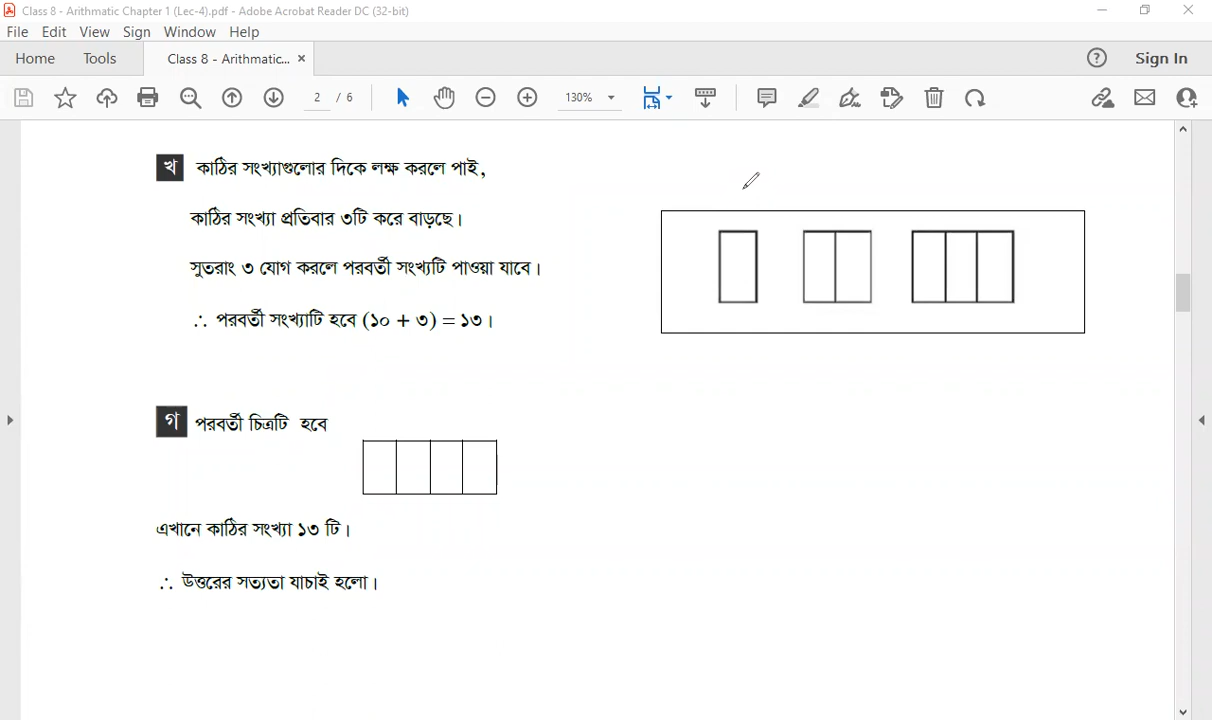 Class 8 - Arithmatic Chapter 1 (Lec-4).pdf - Adobe Acrobat Reader DC (32-bit)
File Edit View Sign Window Help
Home Tools Class 8 - Arithmatic... × Sign In
2 / 6 130%
খ কাঠির সংখ্যাগুলোর দিকে লক্ষ করলে পাই,
কাঠির সংখ্যা প্রতিবার ৩টি করে বাড়ছে।
সুতরাং ৩ যোগ করলে পরবর্তী সংখ্যটি পাওয়া যাবে।
∴ পরবর্তী সংখ্যাটি হবে (১০ + ৩) = ১৩।
গ পরবর্তী চিত্রটি হবে
এখানে কাঠির সংখ্যা ১৩ টি।
∴ উত্তরের সত্যতা যাচাই হলো।